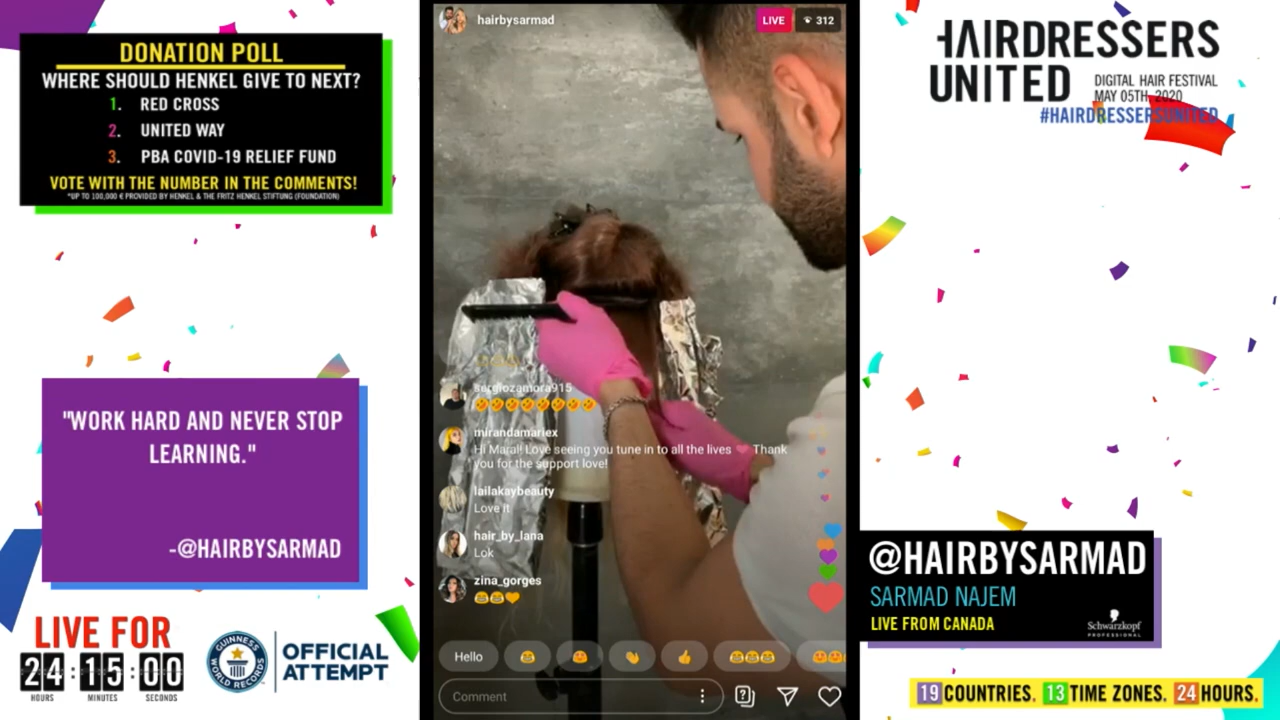 DONATION POLL
WHERE SHOULD HENKEL GIVE TO NEXT?
1. RED CROSS
2. UNITED WAY
3. PBA COVID-19 RELIEF FUND
VOTE WITH THE NUMBER IN THE COMMENTS!
*UP TO 100,000 € PROVIDED BY HENKEL & THE FRITZ HENKEL STIFTUNG (FOUNDATION)
"WORK HARD AND NEVER STOP
LEARNING."
-@HAIRBYSARMAD
LIVE FOR
24:15:00
HOURS MINUTES SECONDS
GUINNESS WORLD RECORDS
OFFICIAL
ATTEMPT
hairbysarmad
LIVE 312
sergiozamora915
mirandamariex
Hi Maral! Love seeing you tune in to all the lives Thank
you for the support love!
lailakaybeauty
Love it
hair_by_lana
Lok
zina_gorges
Hello
Comment
HAIRDRESSERS
UNITED
DIGITAL HAIR FESTIVAL
MAY 05TH, 2020
#HAIRDRESSERSUNITED
@HAIRBYSARMAD
SARMAD NAJEM
LIVE FROM CANADA
Schwarzkopf
PROFESSIONAL
19 COUNTRIES. 13 TIME ZONES. 24 HOURS.